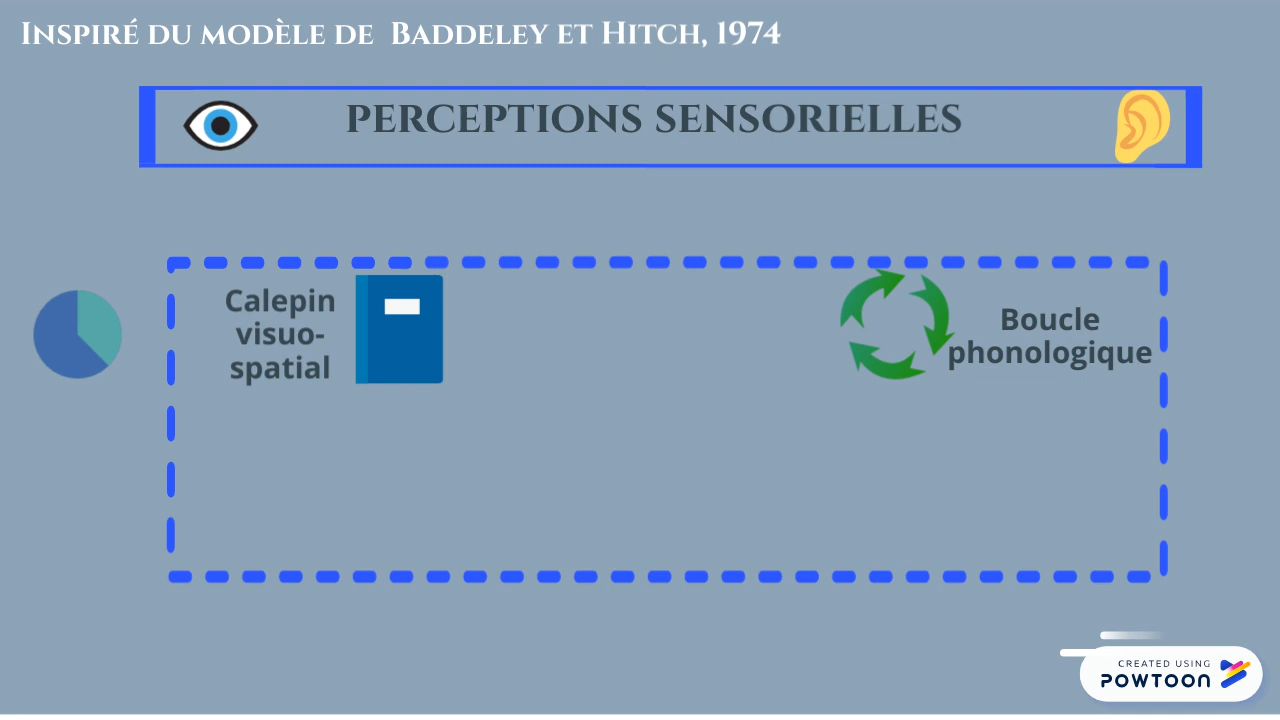 Inspiré du modèle de Baddeley et Hitch, 1974
PERCEPTIONS SENSORIELLES
Calepin
visuo-
spatial
Boucle
phonologique
CREATED USING
POWTOON